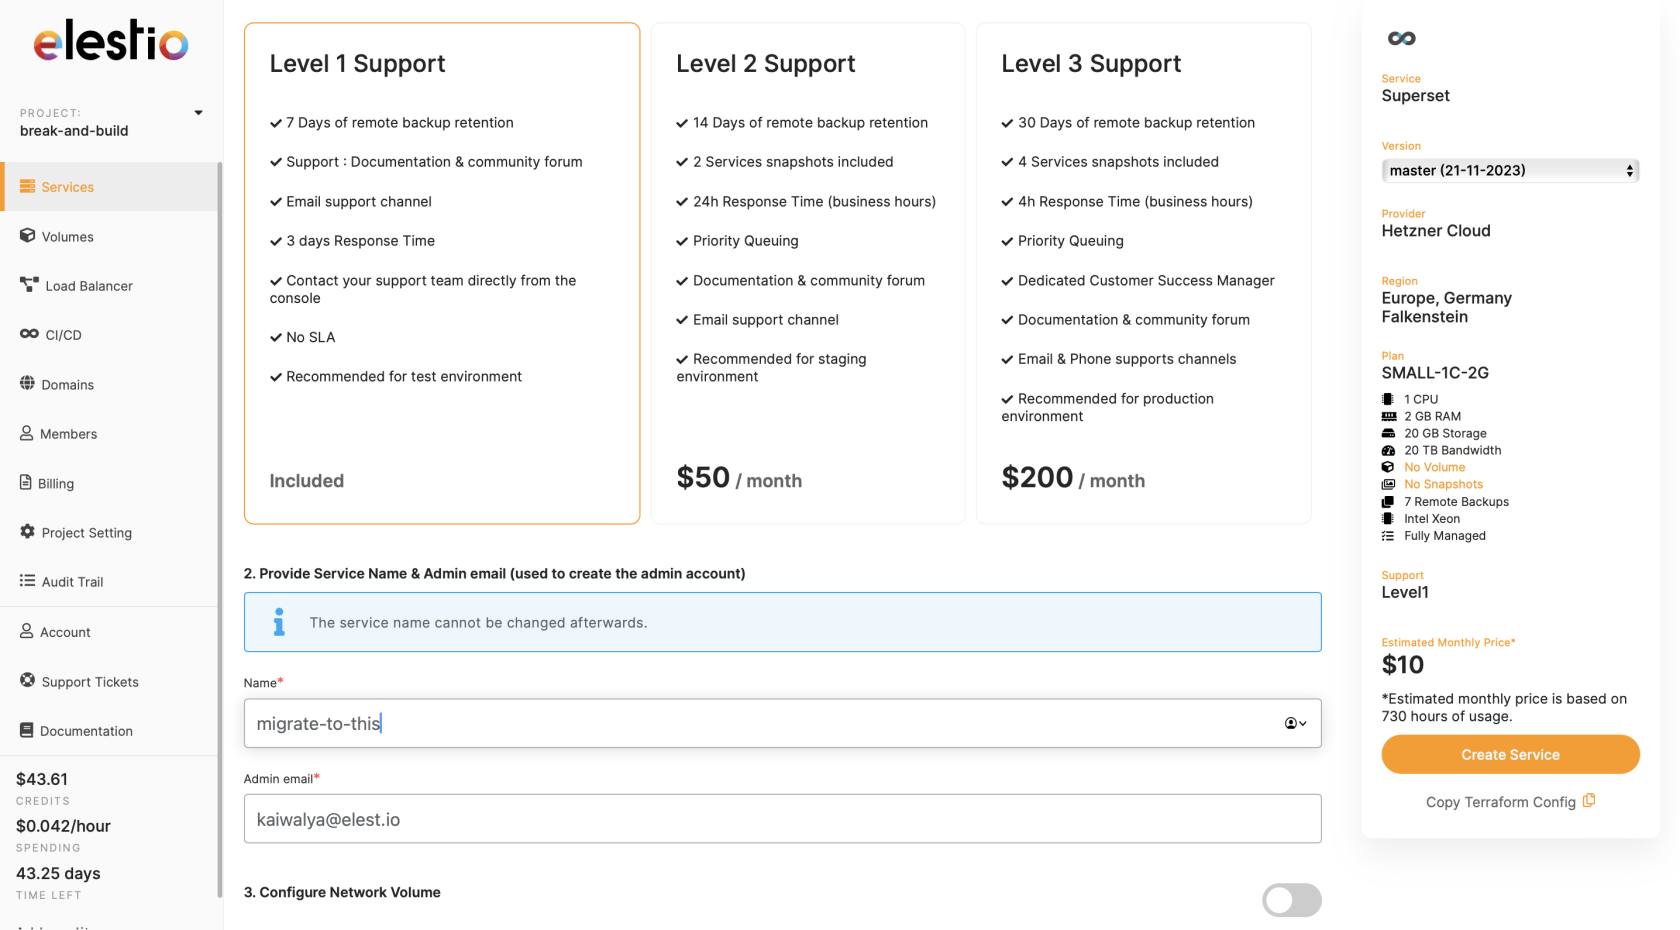 elestio
PROJECT:
break-and-build
Services
Volumes
Load Balancer
CI/CD
Domains
Members
Billing
Project Setting
Audit Trail
Account
Support Tickets
Documentation
$43.61
CREDITS
$0.042/hour
SPENDING
43.25 days
TIME LEFT
Level 1 Support
7 Days of remote backup retention
Support : Documentation & community forum
Email support channel
3 days Response Time
Contact your support team directly from the
console
No SLA
Recommended for test environment
Included
Level 2 Support
14 Days of remote backup retention
2 Services snapshots included
24h Response Time (business hours)
Priority Queuing
Documentation & community forum
Email support channel
Recommended for staging
environment
$50 / month
Level 3 Support
30 Days of remote backup retention
4 Services snapshots included
4h Response Time (business hours)
Priority Queuing
Dedicated Customer Success Manager
Documentation & community forum
Email & Phone supports channels
Recommended for production
environment
$200 / month
2. Provide Service Name & Admin email (used to create the admin account)
The service name cannot be changed afterwards.
Name*
migrate-to-this
Admin email*
kaiwalya@elest.io
3. Configure Network Volume
Service
Superset
Version
master (21-11-2023)
Provider
Hetzner Cloud
Region
Europe, Germany
Falkenstein
Plan
SMALL-1C-2G
1 CPU
2 GB RAM
20 GB Storage
20 TB Bandwidth
No Volume
No Snapshots
7 Remote Backups
Intel Xeon
Fully Managed
Support
Level1
Estimated Monthly Price*
$10
*Estimated monthly price is based on
730 hours of usage.
Create Service
Copy Terraform Config